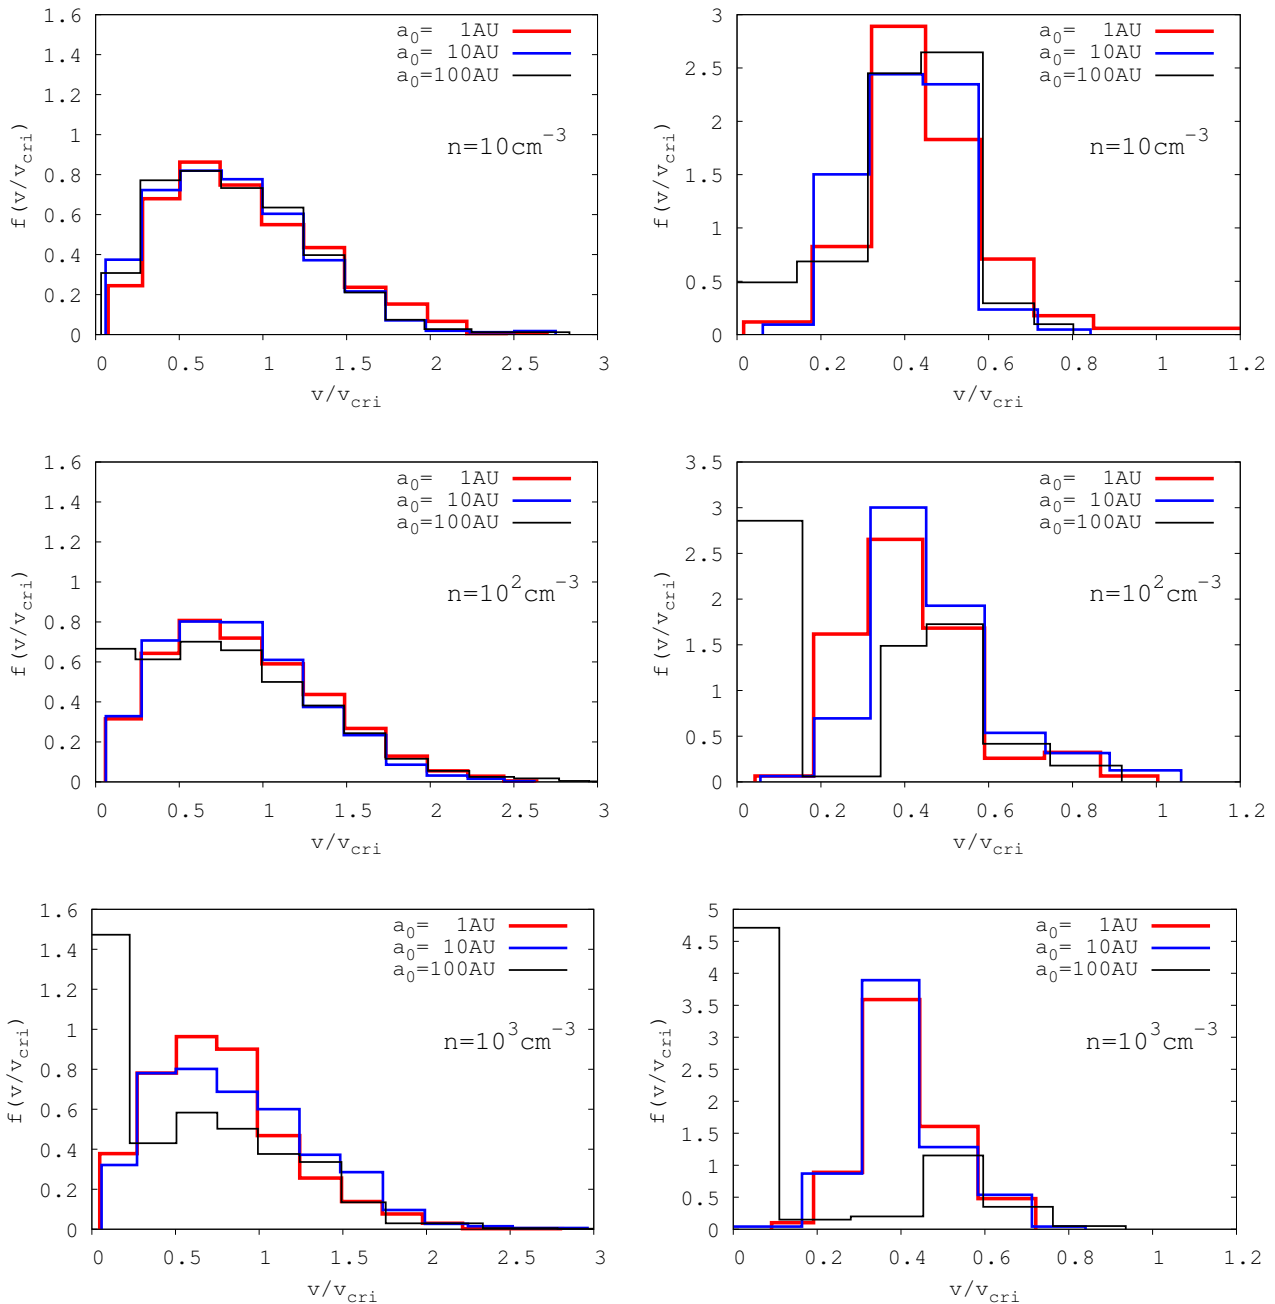 1.6
1.4
1.2
1
0.8
0.6
0.4
0.2
0
f(v/v_cri)
a_0=   1AU
a_0=  10AU
a_0=100AU
n=10cm^-3
0 0.5 1 1.5 2 2.5 3
v/v_cri
3
2.5
2
1.5
1
0.5
0
f(v/v_cri)
a_0=   1AU
a_0=  10AU
a_0=100AU
n=10cm^-3
0 0.2 0.4 0.6 0.8 1 1.2
v/v_cri
1.6
1.4
1.2
1
0.8
0.6
0.4
0.2
0
f(v/v_cri)
a_0=   1AU
a_0=  10AU
a_0=100AU
n=10^2cm^-3
0 0.5 1 1.5 2 2.5 3
v/v_cri
3.5
3
2.5
2
1.5
1
0.5
0
f(v/v_cri)
a_0=   1AU
a_0=  10AU
a_0=100AU
n=10^2cm^-3
0 0.2 0.4 0.6 0.8 1 1.2
v/v_cri
1.6
1.4
1.2
1
0.8
0.6
0.4
0.2
0
f(v/v_cri)
a_0=   1AU
a_0=  10AU
a_0=100AU
n=10^3cm^-3
0 0.5 1 1.5 2 2.5 3
v/v_cri
5
4.5
4
3.5
3
2.5
2
1.5
1
0.5
0
f(v/v_cri)
a_0=   1AU
a_0=  10AU
a_0=100AU
n=10^3cm^-3
0 0.2 0.4 0.6 0.8 1 1.2
v/v_cri